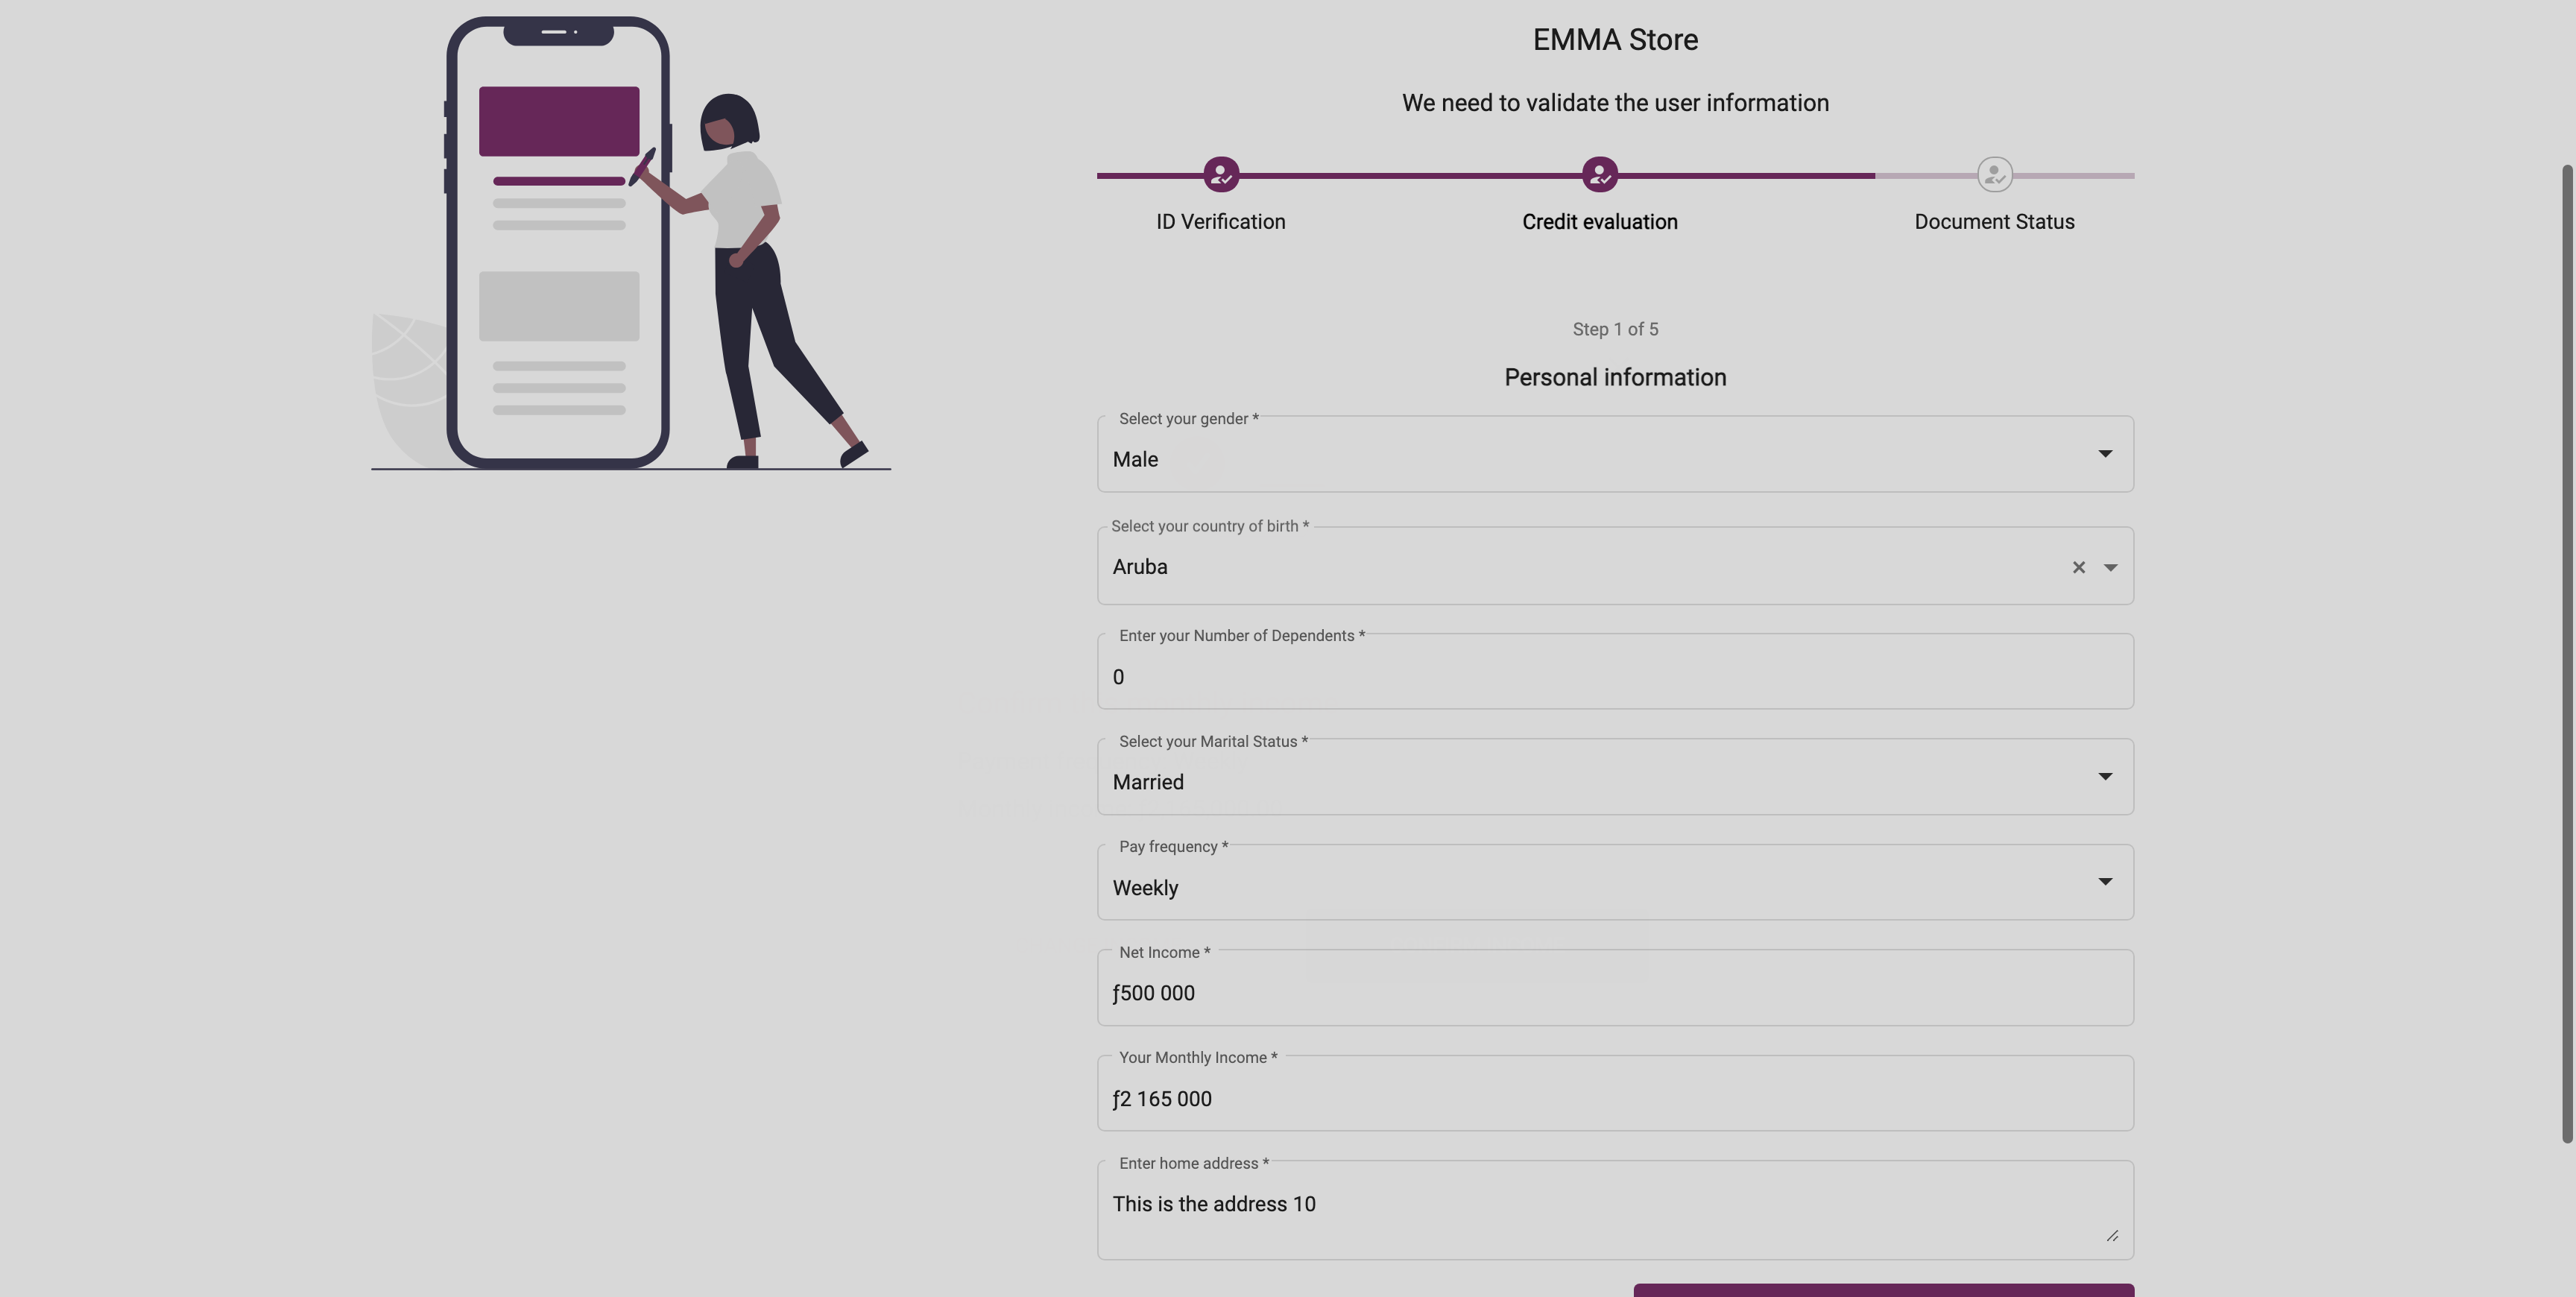 EMMA Store
We need to validate the user information
ID Verification
Credit evaluation
Document Status
Step 1 of 5
Personal information
Select your gender *
Male
Select your country of birth *
Aruba
Enter your Number of Dependents *
0
Select your Marital Status *
Married
Pay frequency *
Weekly
Net Income *
ƒ500 000
Your Monthly Income *
ƒ2 165 000
Enter home address *
This is the address 10